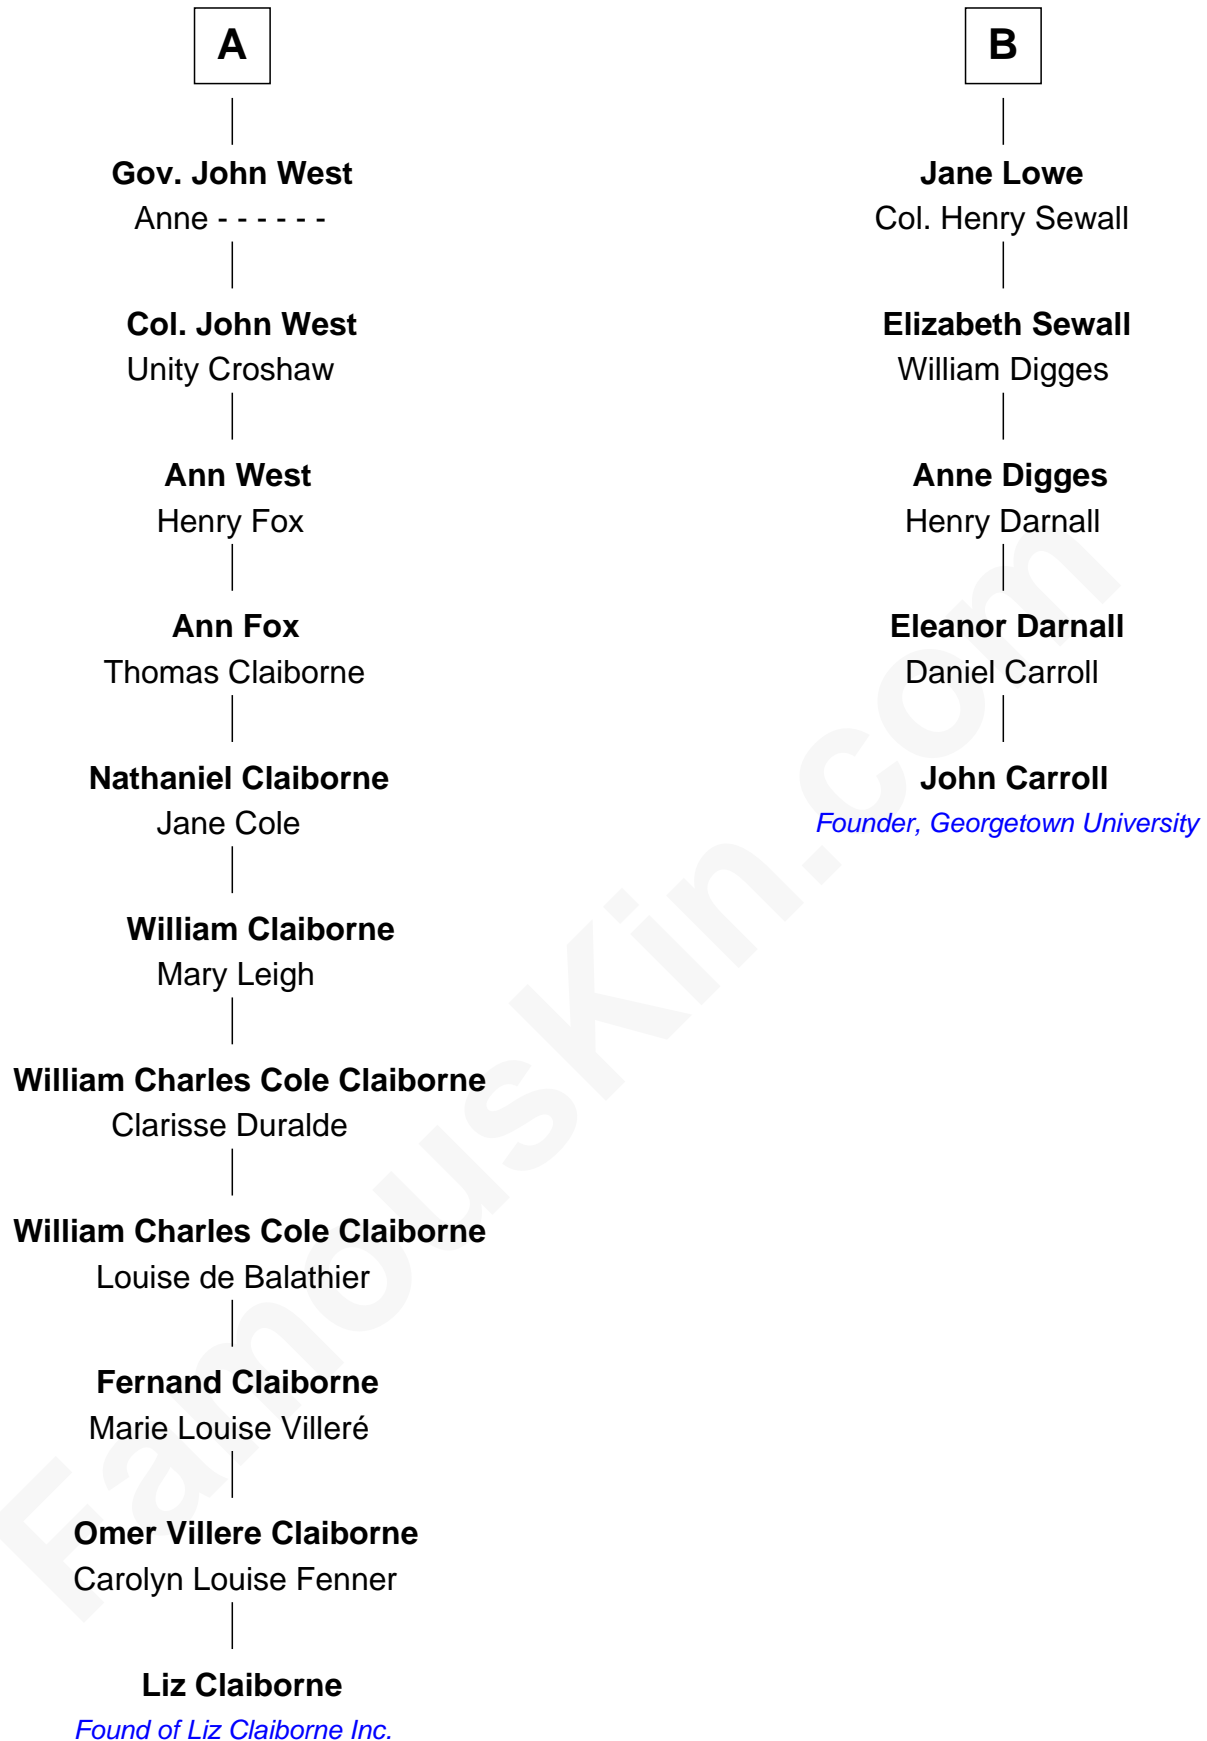 A
Gov. John West
Anne - - - - - -
Col. John West
Unity Croshaw
Ann West
Henry Fox
Ann Fox
Thomas Claiborne
Nathaniel Claiborne
Jane Cole
William Claiborne
Mary Leigh
William Charles Cole Claiborne
Clarisse Duralde
William Charles Cole Claiborne
Louise de Balathier
Fernand Claiborne
Marie Louise Villeré
Omer Villere Claiborne
Carolyn Louise Fenner
Liz Claiborne
Found of Liz Claiborne Inc.
B
Jane Lowe
Col. Henry Sewall
Elizabeth Sewall
William Digges
Anne Digges
Henry Darnall
Eleanor Darnall
Daniel Carroll
John Carroll
Founder, Georgetown University
FamousKin.com